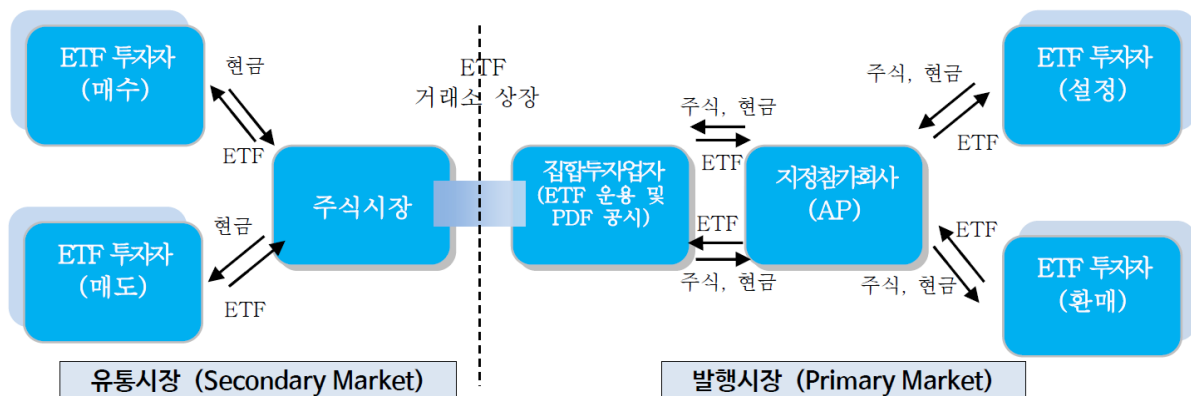 ETF 투자자
(매수)
현금
ETF
ETF 투자자
(매도)
현금
ETF
주식시장
ETF
거래소 상장
집합투자업자
(ETF 운용 및
PDF 공시)
주식, 현금
ETF
ETF
주식, 현금
지정참가회사
(AP)
주식, 현금
ETF
ETF 투자자
(설정)
ETF
주식, 현금
ETF 투자자
(환매)
유통시장 (Secondary Market)
발행시장 (Primary Market)